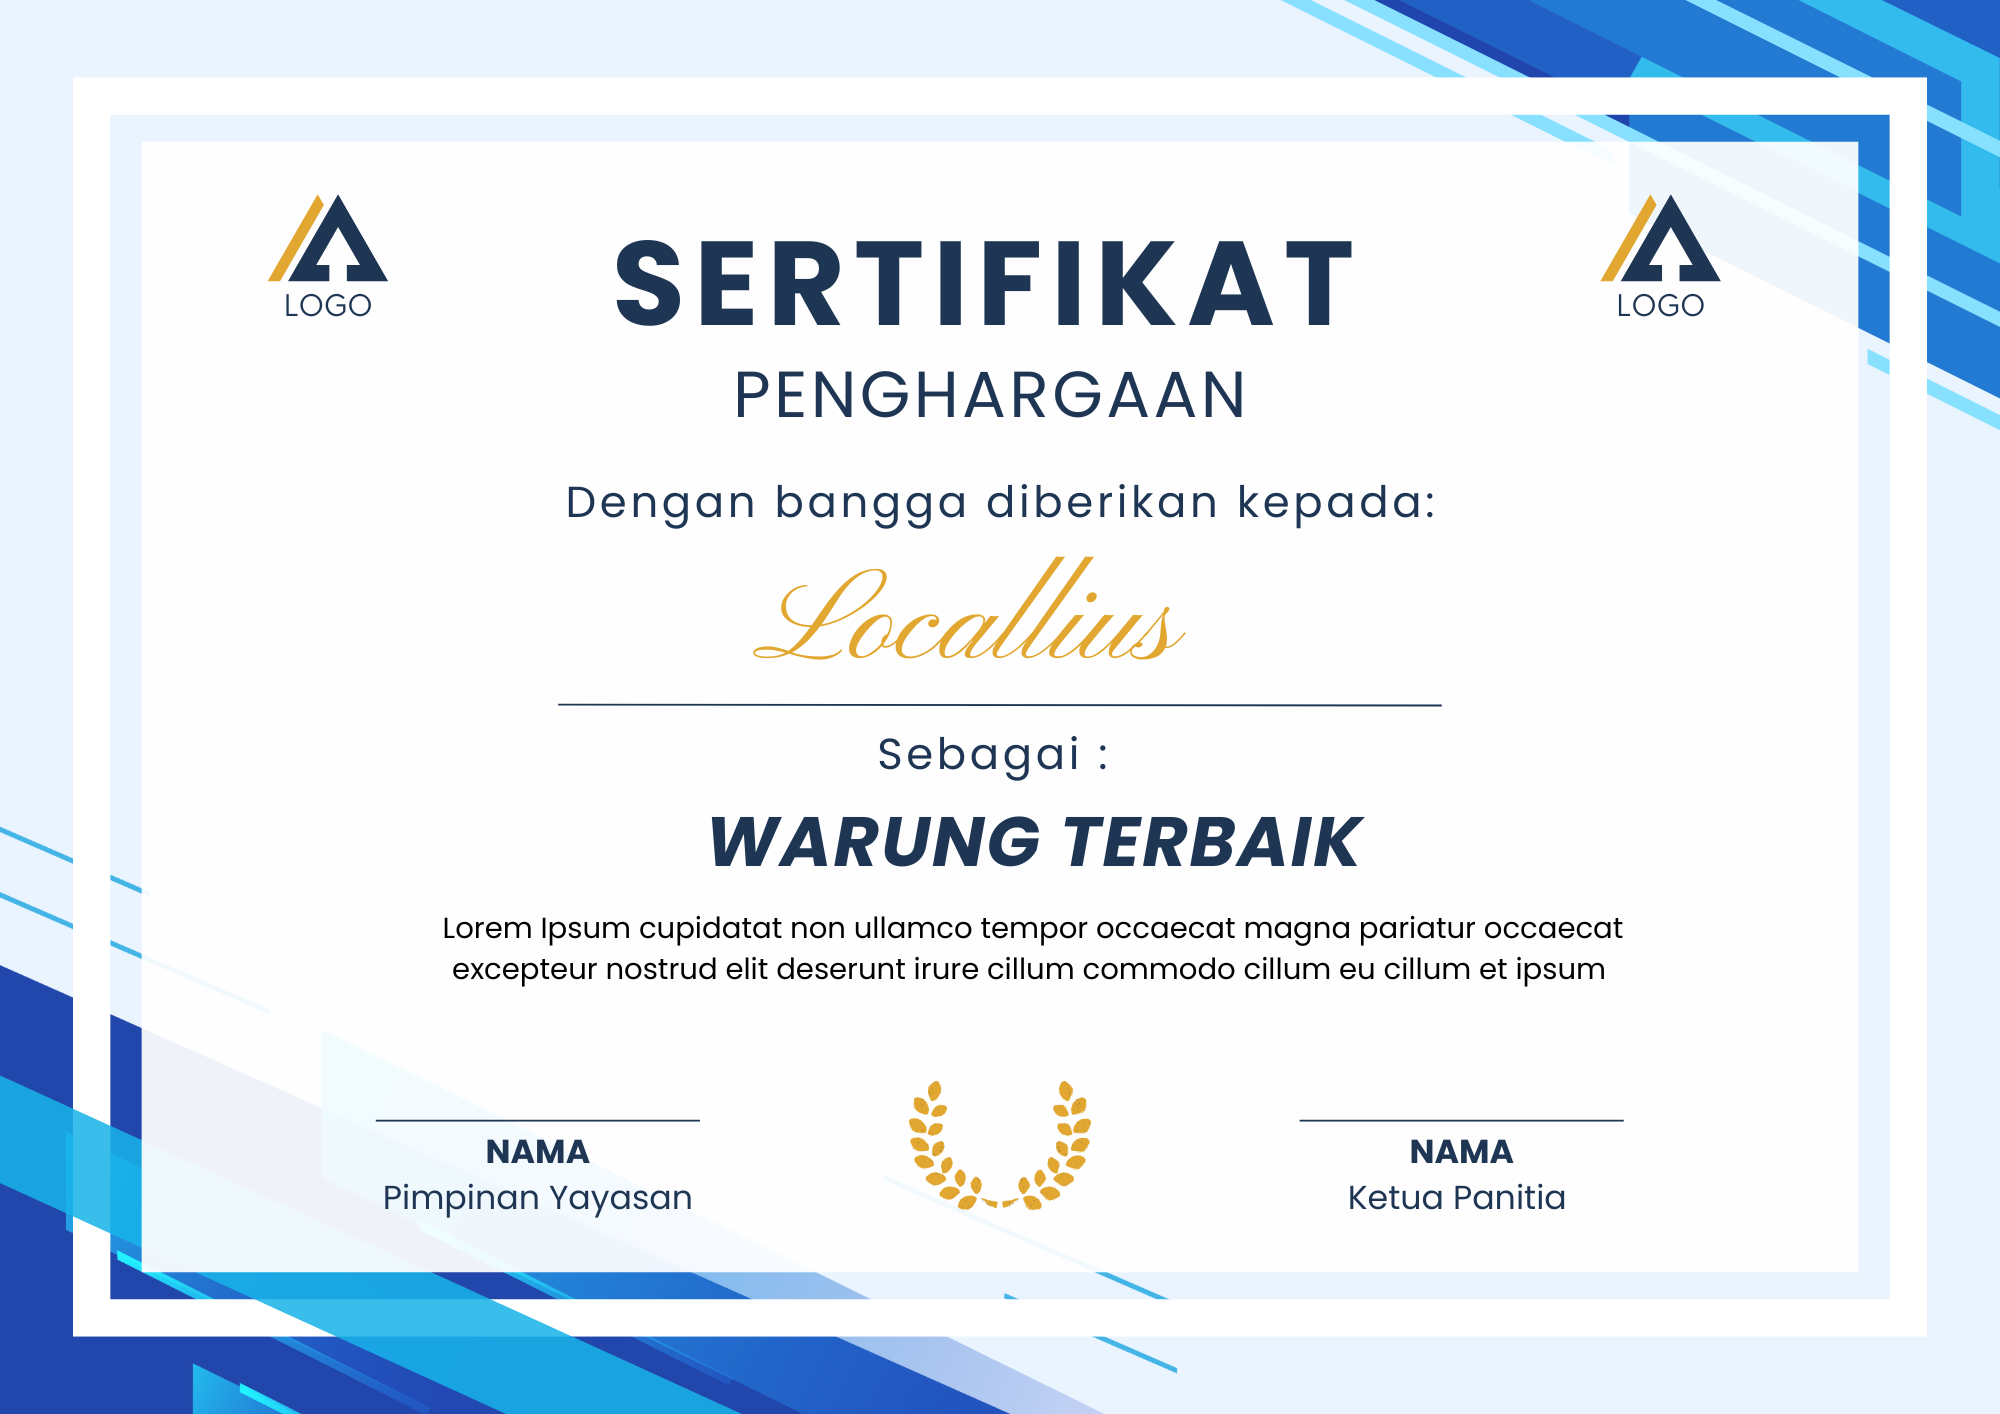 LOGO
LOGO
SERTIFIKAT
PENGHARGAAN
Dengan bangga diberikan kepada:
Locallius
Sebagai :
WARUNG TERBAIK
Lorem Ipsum cupidatat non ullamco tempor occaecat magna pariatur occaecat
excepteur nostrud elit deserunt irure cillum commodo cillum eu cillum et ipsum
NAMA
Pimpinan Yayasan
NAMA
Ketua Panitia